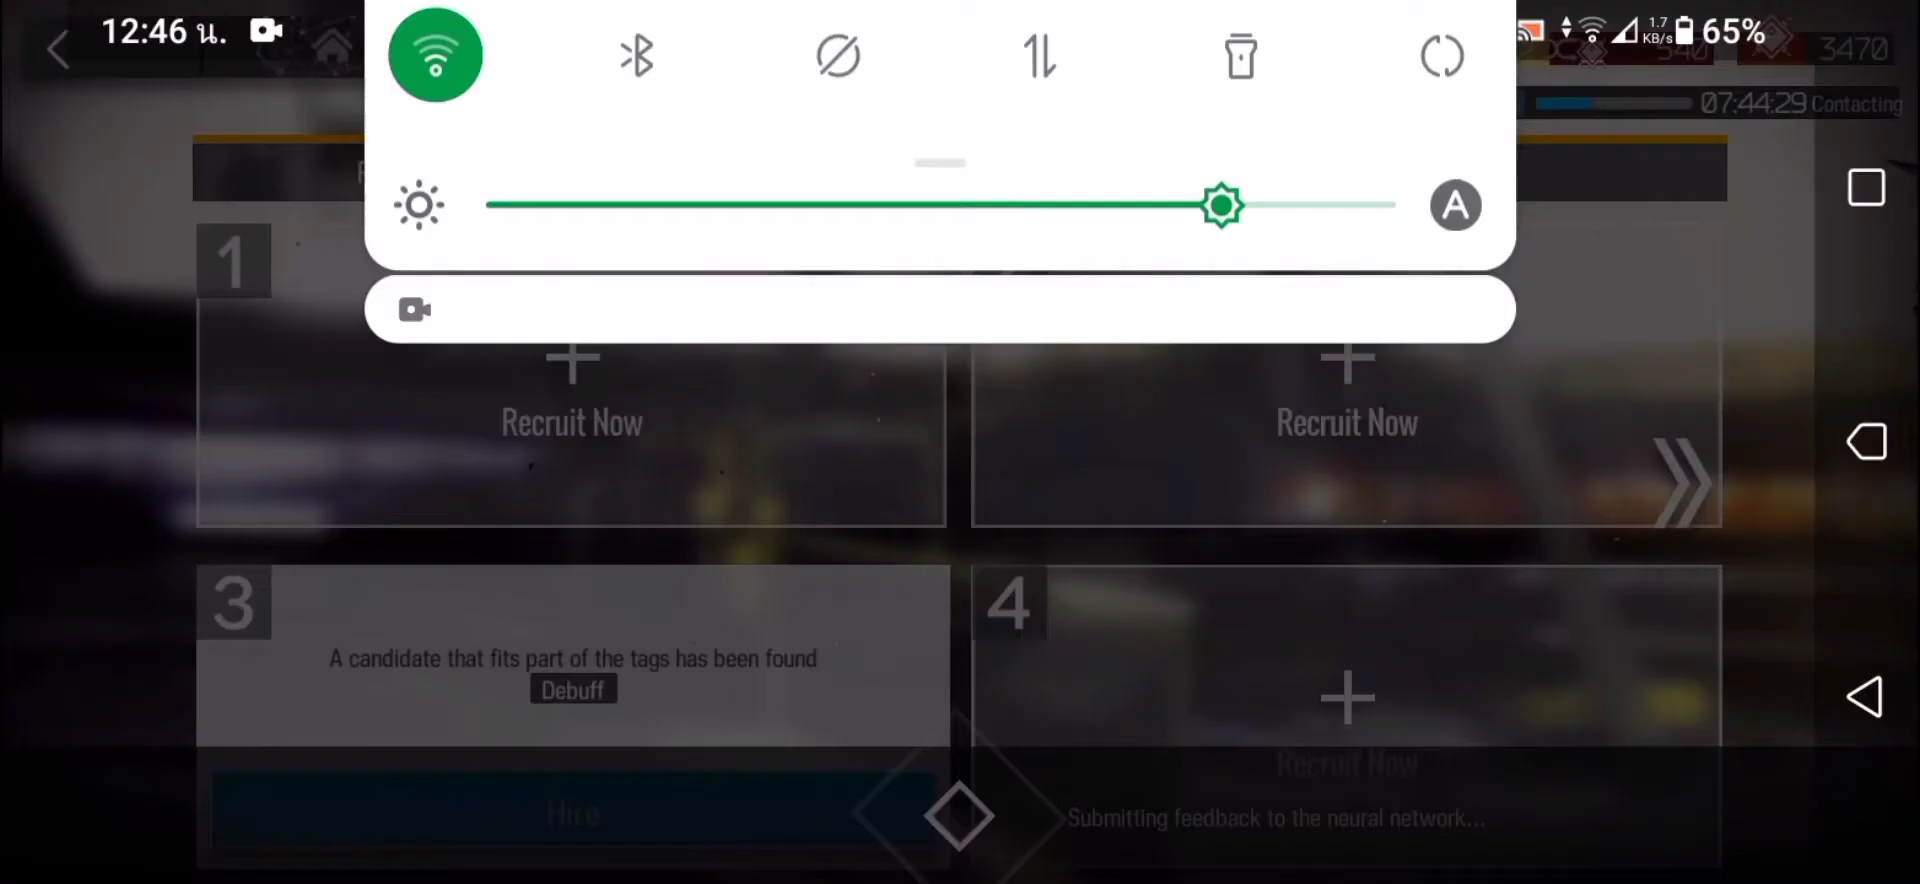 12:46 น.
1.7
KB/s
65%
540
3470
07:44:29 Contacting
A
1
Recruit Now
Recruit Now
3
A candidate that fits part of the tags has been found
Debuff
Hire
4
Recruit Now
Submitting feedback to the neural network...